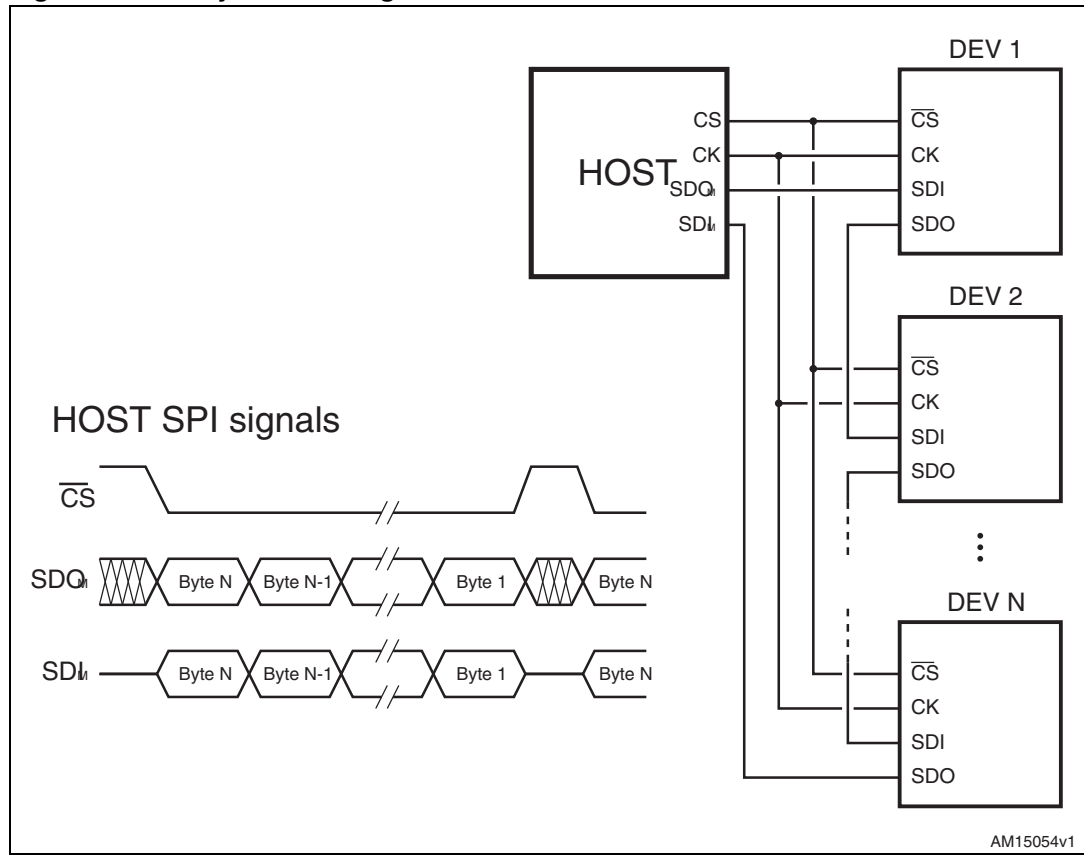 DEV 1
CS
CK
HOST
SDOM
SDIM
CS
CK
SDI
SDO
DEV 2
CS
CK
SDI
SDO
HOST SPI signals
CS
SDOM
Byte N
Byte N-1
Byte 1
Byte N
SDIM
Byte N
Byte N-1
Byte 1
Byte N
DEV N
CS
CK
SDI
SDO
AM15054v1